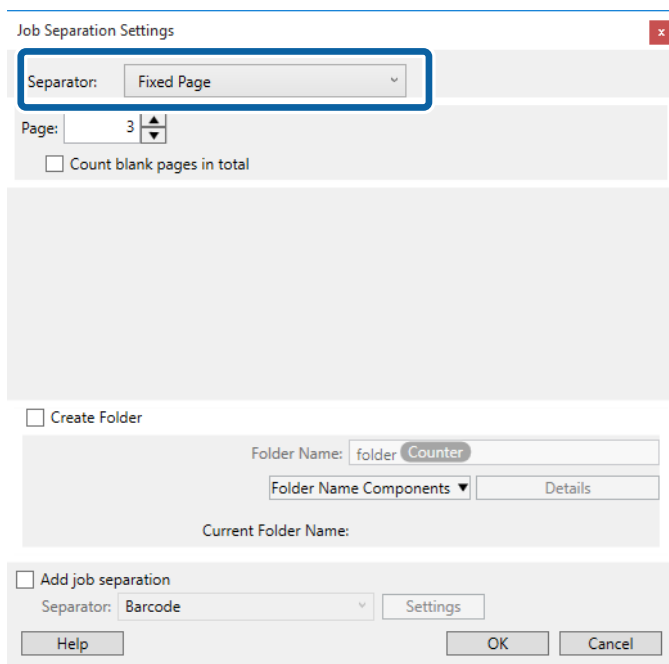 Job Separation Settings
x
Separator: Fixed Page
Page: 3
Count blank pages in total
Create Folder
Folder Name: folder Counter
Folder Name Components ▼ Details
Current Folder Name:
Add job separation
Separator: Barcode Settings
Help OK Cancel